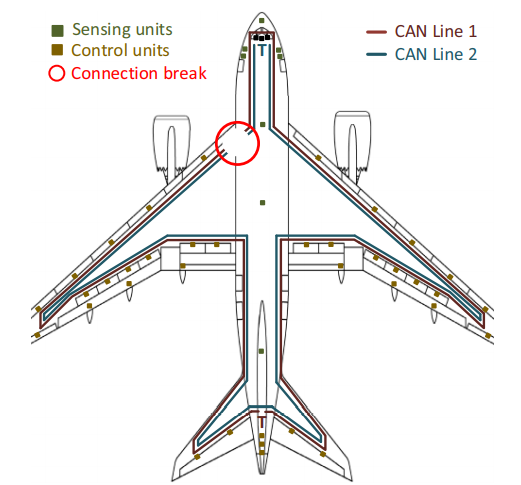 Sensing units
Control units
Connection break
CAN Line 1
CAN Line 2
T
T